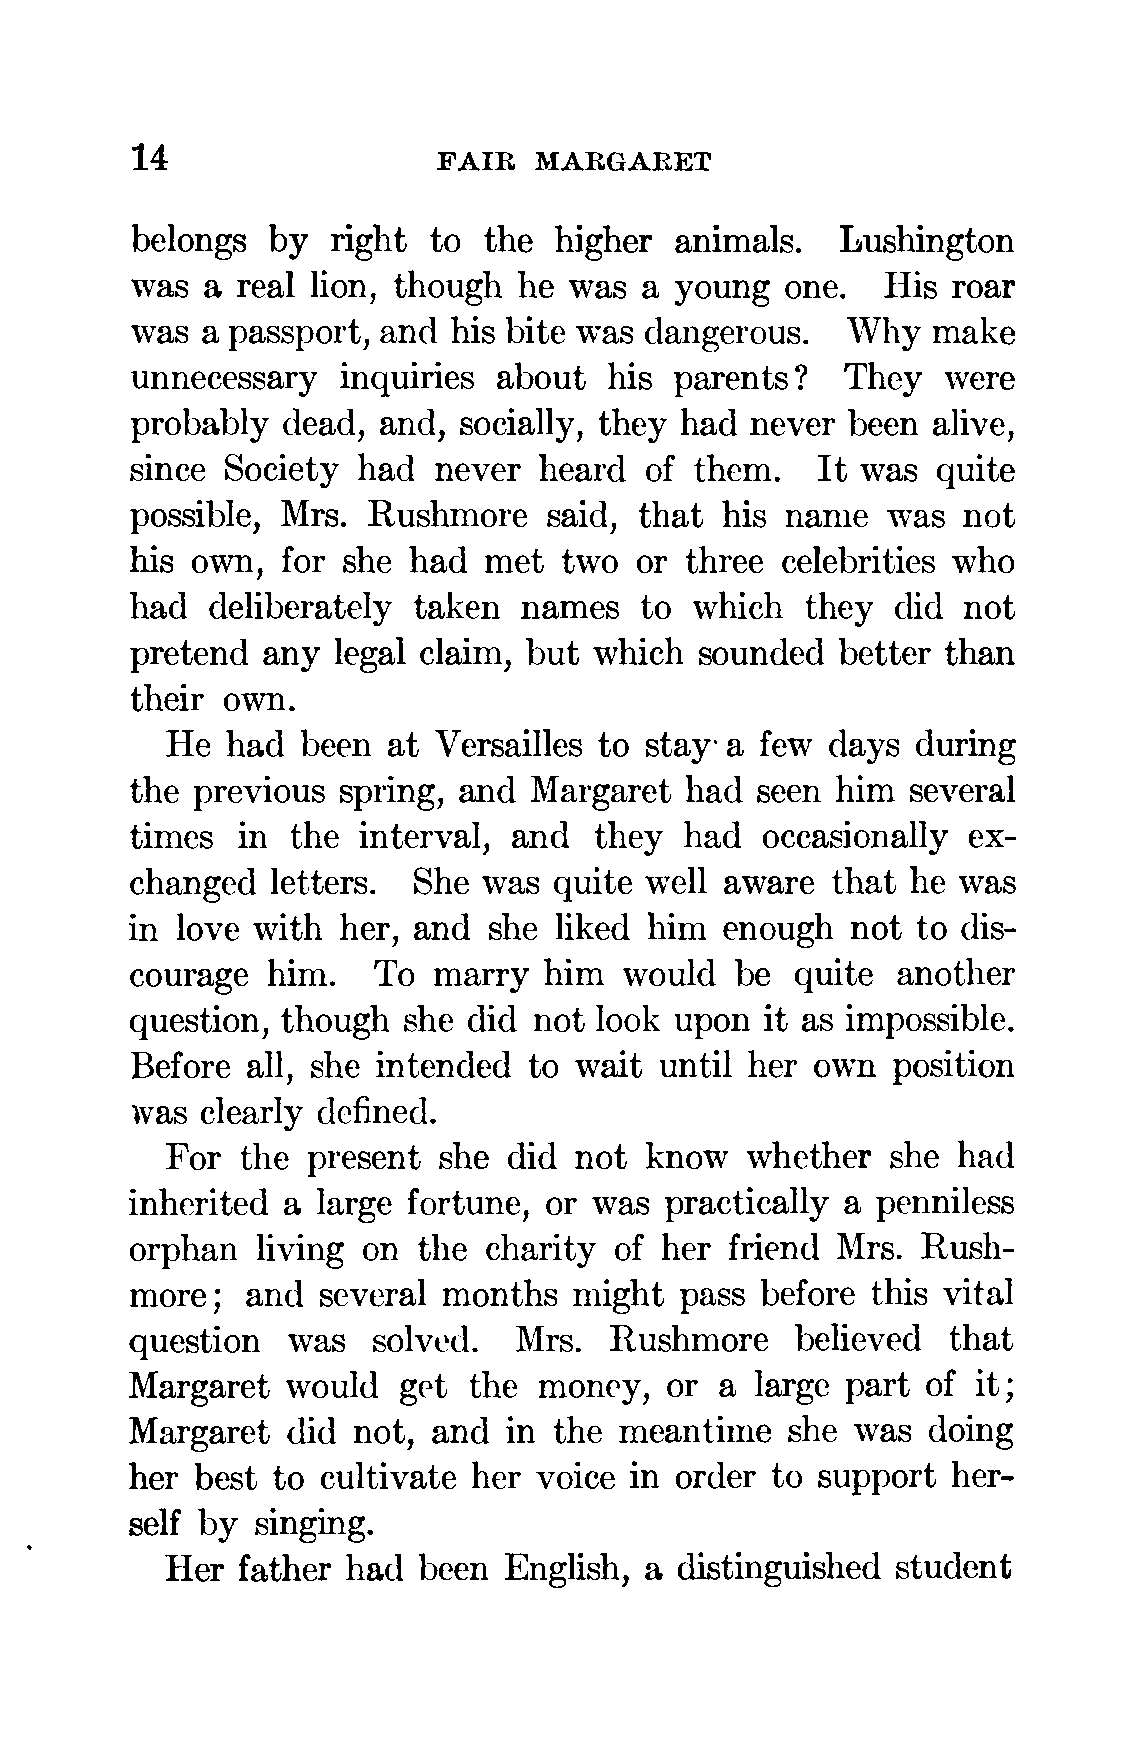 14 FAIR MARGARET
belongs by right to the higher animals. Lushington
was a real lion, though he was a young one. His roar
was a passport, and his bite was dangerous. Why make
unnecessary inquiries about his parents? They were
probably dead, and, socially, they had never been alive,
since Society had never heard of them. It was quite
possible, Mrs. Rushmore said, that his name was not
his own, for she had met two or three celebrities who
had deliberately taken names to which they did not
pretend any legal claim, but which sounded better than
their own.
He had been at Versailles to stay a few days during
the previous spring, and Margaret had seen him several
times in the interval, and they had occasionally ex-
changed letters. She was quite well aware that he was
in love with her, and she liked him enough not to dis-
courage him. To marry him would be quite another
question, though she did not look upon it as impossible.
Before all, she intended to wait until her own position
was clearly defined.
For the present she did not know whether she had
inherited a large fortune, or was practically a penniless
orphan living on the charity of her friend Mrs. Rush-
more; and several months might pass before this vital
question was solved. Mrs. Rushmore believed that
Margaret would get the money, or a large part of it;
Margaret did not, and in the meantime she was doing
her best to cultivate her voice in order to support her-
self by singing.
Her father had been English, a distinguished student